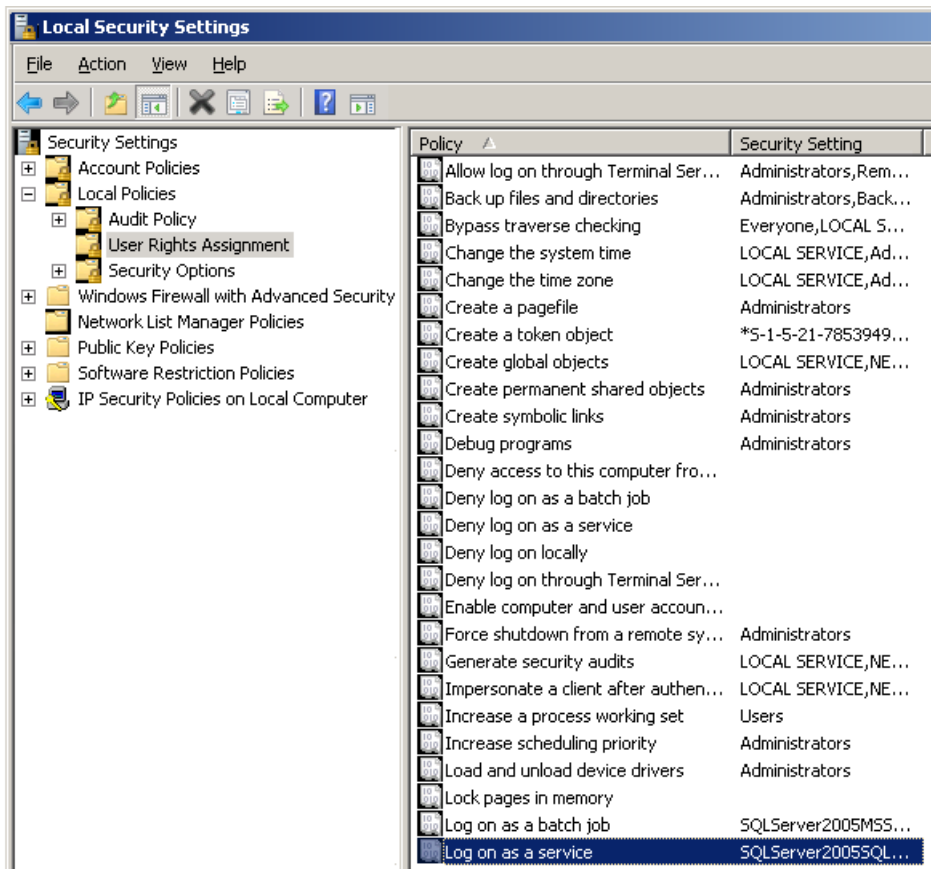 Local Security Settings
File Action View Help
Security Settings
Account Policies
Local Policies
Audit Policy
User Rights Assignment
Security Options
Windows Firewall with Advanced Security
Network List Manager Policies
Public Key Policies
Software Restriction Policies
IP Security Policies on Local Computer
Policy Security Setting
Allow log on through Terminal Ser... Administrators,Rem...
Back up files and directories Administrators,Back...
Bypass traverse checking Everyone,LOCAL S...
Change the system time LOCAL SERVICE,Ad...
Change the time zone LOCAL SERVICE,Ad...
Create a pagefile Administrators
Create a token object *S-1-5-21-7853949...
Create global objects LOCAL SERVICE,NE...
Create permanent shared objects Administrators
Create symbolic links Administrators
Debug programs Administrators
Deny access to this computer fro...
Deny log on as a batch job
Deny log on as a service
Deny log on locally
Deny log on through Terminal Ser...
Enable computer and user accoun...
Force shutdown from a remote sy... Administrators
Generate security audits LOCAL SERVICE,NE...
Impersonate a client after authen... LOCAL SERVICE,NE...
Increase a process working set Users
Increase scheduling priority Administrators
Load and unload device drivers Administrators
Lock pages in memory
Log on as a batch job SQLServer2005MSS...
Log on as a service SQLServer2005SQL...